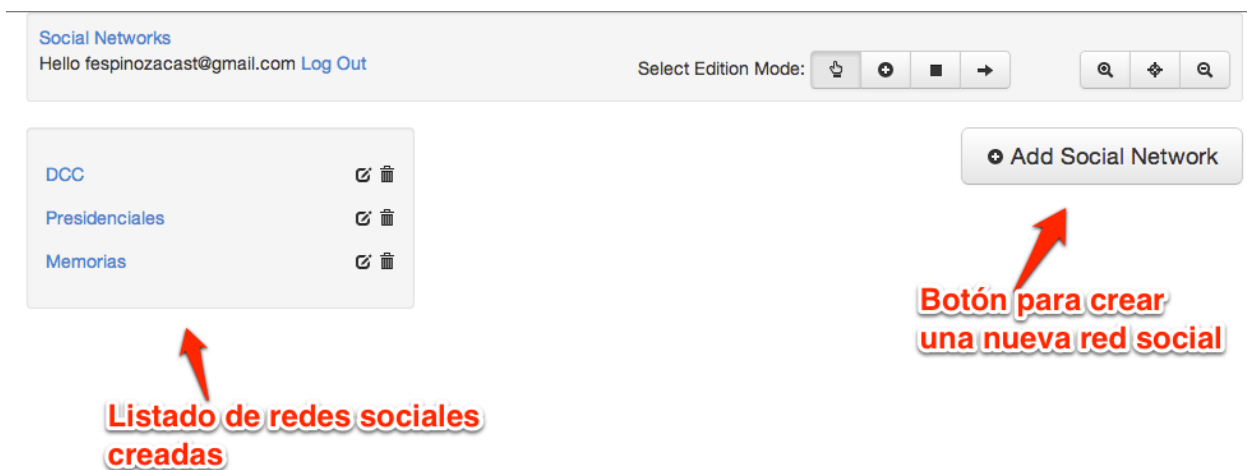 Social Networks
Hello fespinozacast@gmail.com Log Out
Select Edition Mode:
Add Social Network
DCC
Presidenciales
Memorias
Botón para crear
una nueva red social
Listado de redes sociales
creadas